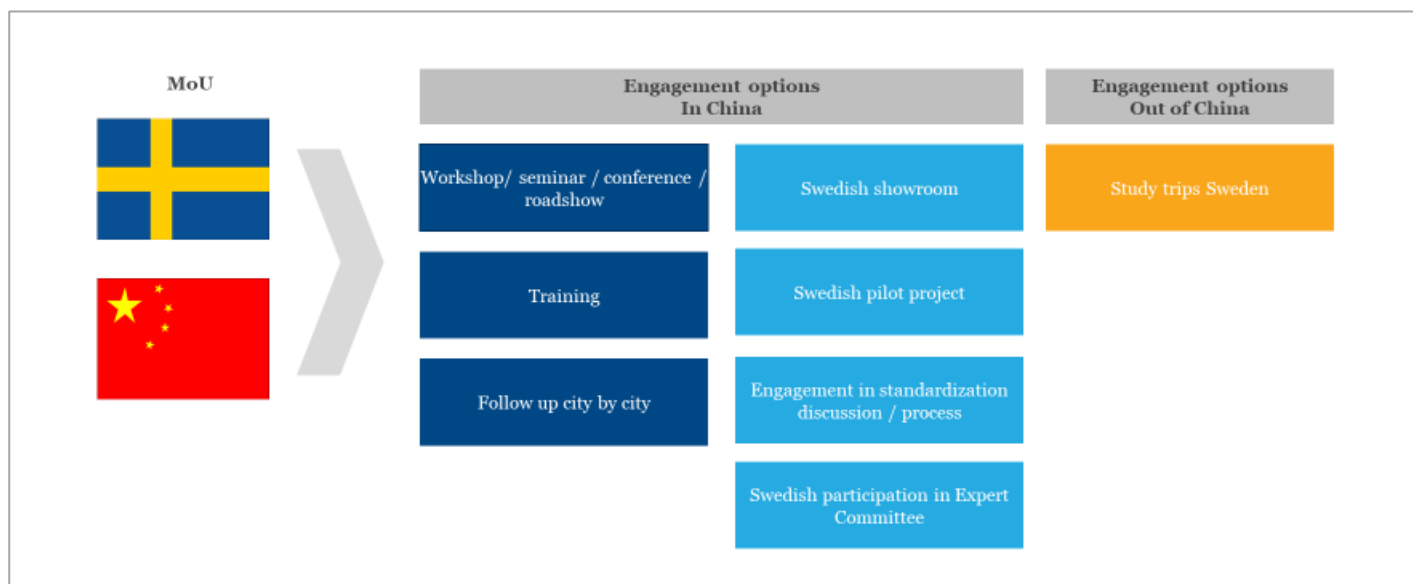 MoU
Engagement options
In China
Engagement options
Out of China
Workshop/ seminar / conference /
roadshow
Swedish showroom
Study trips Sweden
Training
Swedish pilot project
Follow up city by city
Engagement in standardization
discussion / process
Swedish participation in Expert
Committee